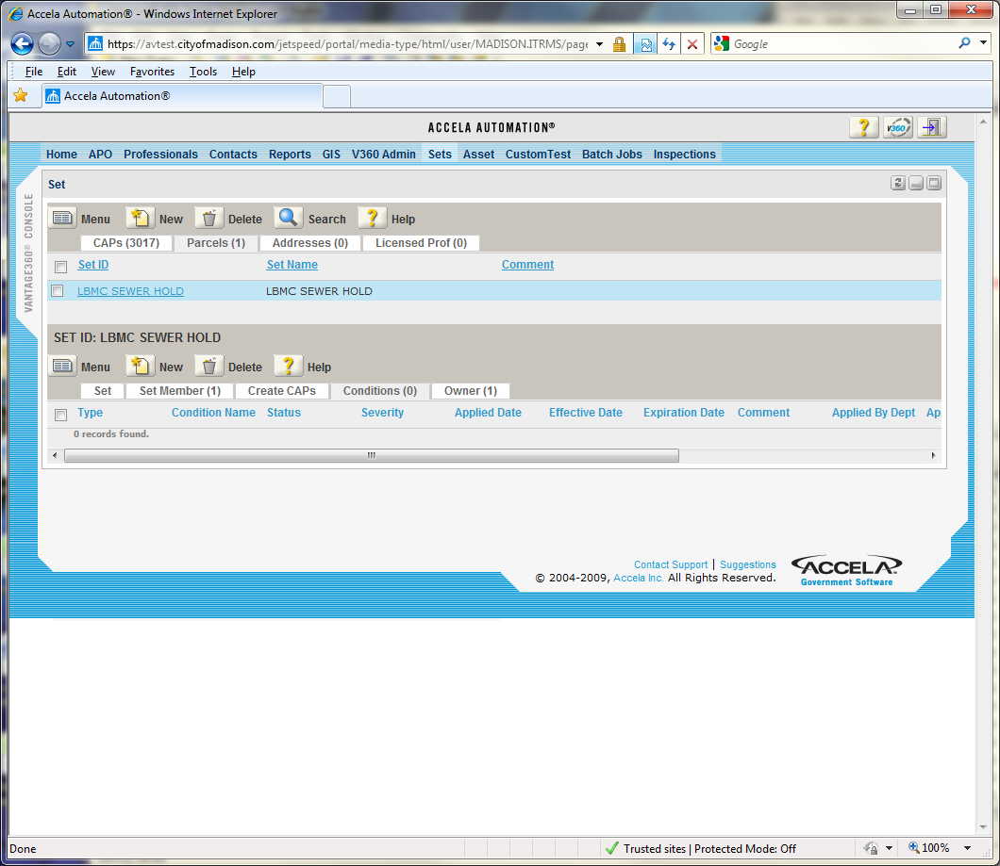 Accela Automation® - Windows Internet Explorer
https://avtest.cityofmadison.com/jetspeed/portal/media-type/html/user/MADISON.ITRMS/page
Google
File Edit View Favorites Tools Help
Accela Automation®
ACCELA AUTOMATION®
V360
Home APO Professionals Contacts Reports GIS V360 Admin Sets Asset CustomTest Batch Jobs Inspections
VANTAGE360® CONSOLE
Set
Menu New Delete Search Help
CAPs (3017) Parcels (1) Addresses (0) Licensed Prof (0)
Set ID Set Name Comment
LBMC SEWER HOLD LBMC SEWER HOLD
SET ID: LBMC SEWER HOLD
Menu New Delete Help
Set Set Member (1) Create CAPs Conditions (0) Owner (1)
Type Condition Name Status Severity Applied Date Effective Date Expiration Date Comment Applied By Dept Ap
0 records found.
Contact Support | Suggestions
© 2004-2009, Accela Inc. All Rights Reserved.
ACCELA™
Government Software
Done Trusted sites | Protected Mode: Off 100%